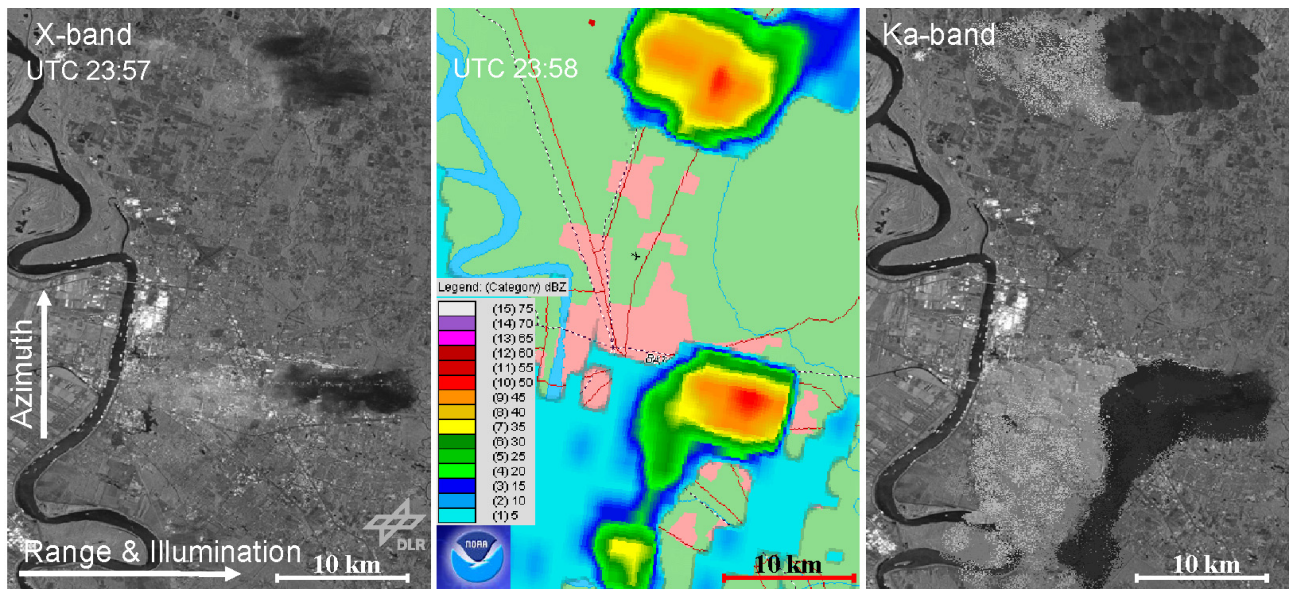 X-band
UTC 23:57
Azimuth
Range & Illumination
10 km
DLR
UTC 23:58
Legend: (Category) dBZ
(15) 75
(14) 70
(13) 65
(12) 60
(11) 55
(10) 50
(9) 45
(8) 40
(7) 35
(6) 30
(5) 25
(4) 20
(3) 15
(2) 10
(1) 5
NOAA
10 km
Ka-band
10 km